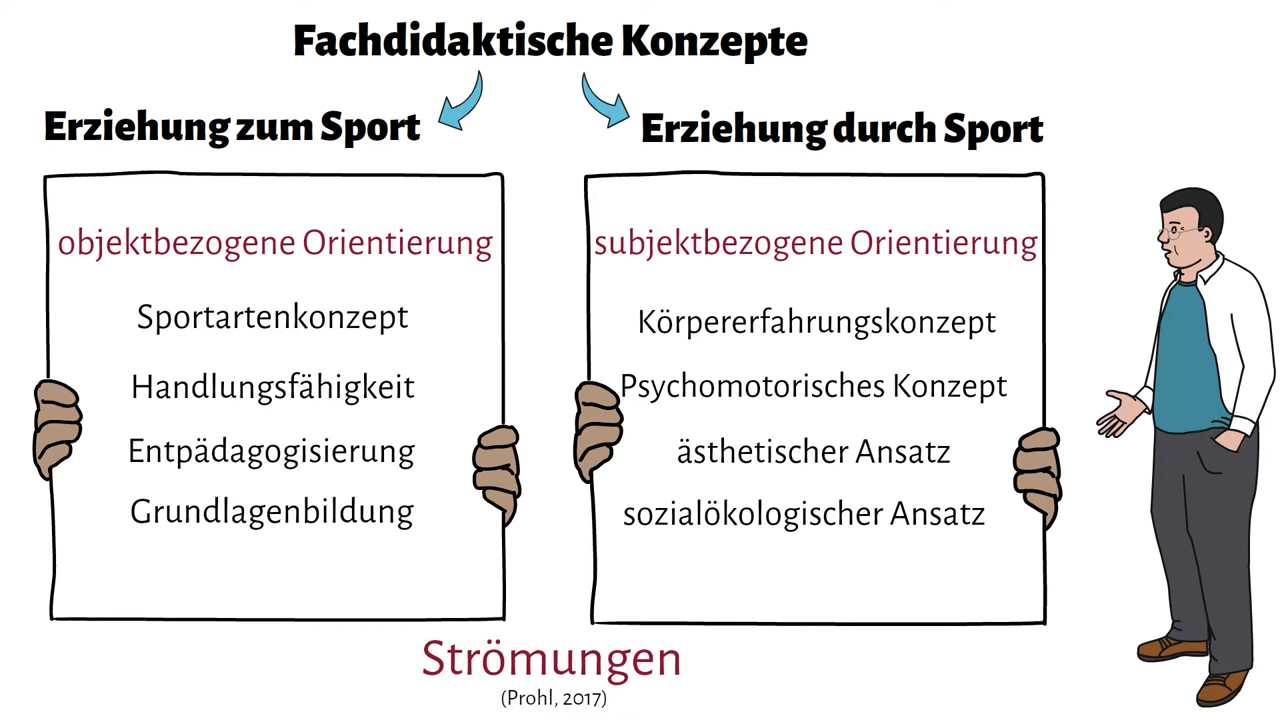 Fachdidaktische Konzepte
Erziehung zum Sport
objektbezogene Orientierung
Sportartenkonzept
Handlungsfähigkeit
Entpädagogisierung
Grundlagenbildung
Erziehung durch Sport
subjektbezogene Orientierung
Körpererfahrungskonzept
Psychomotorisches Konzept
ästhetischer Ansatz
sozialökologischer Ansatz
Strömungen
(Prohl, 2017)